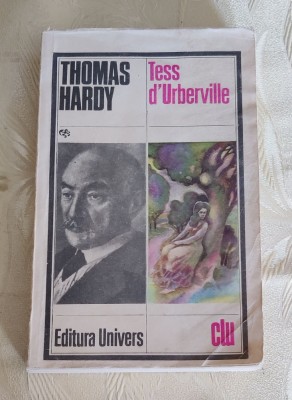 THOMAS
HARDY
Tess
d'Urberville
Editura Univers
clu